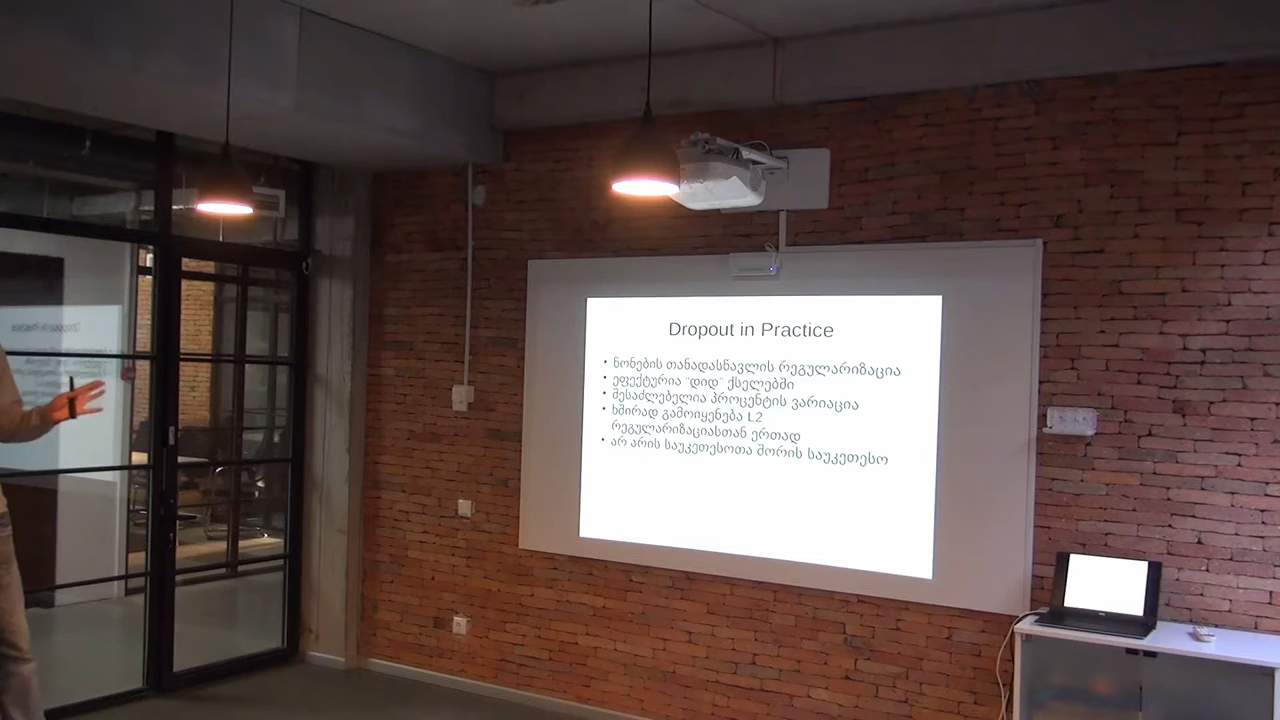 Dropout in Practice
• წონების თანადასწავლის რეგულარიზაცია
• ეფექტურია "დიდ" ქსელებში
• შესაძლებელია პროცენტის ვარიაცია
• ხშირად გამოიყენება L2
რეგულარიზაციასთან ერთად
• არ არის საუკეთესოთა შორის საუკეთესო